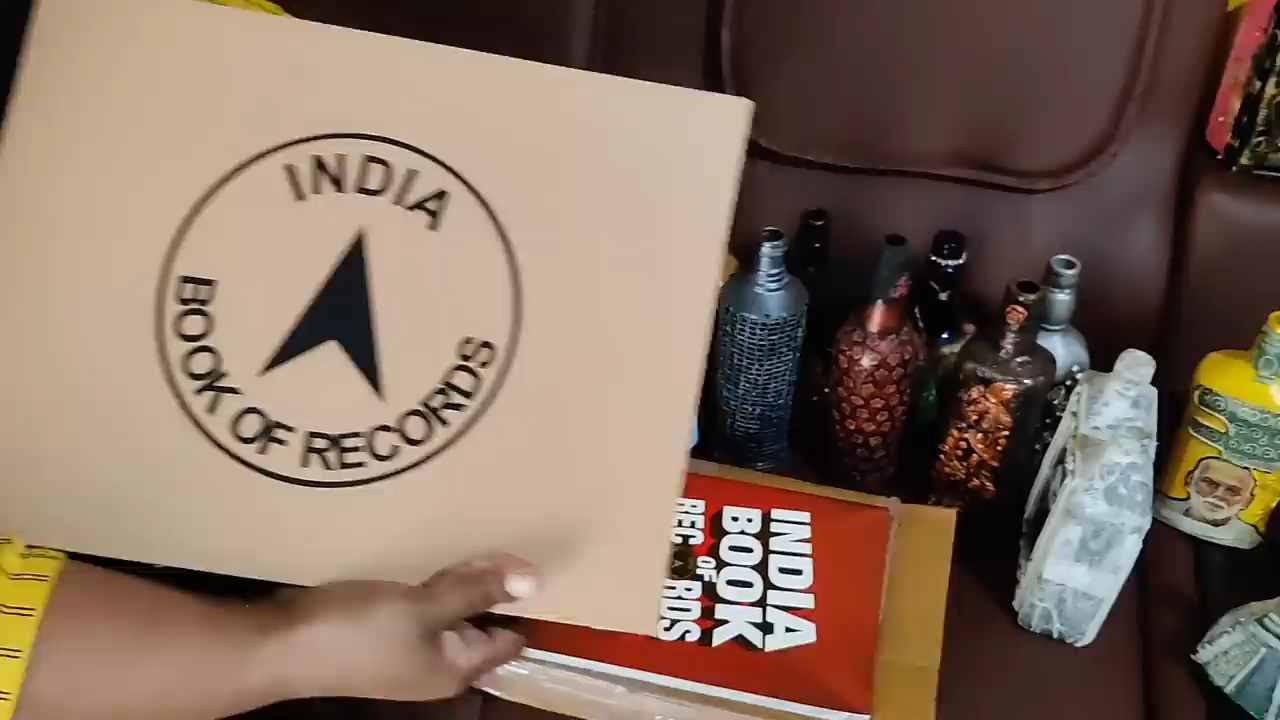 INDIA
BOOK OF RECORDS
INDIA
BOOK
OF
RECORDS